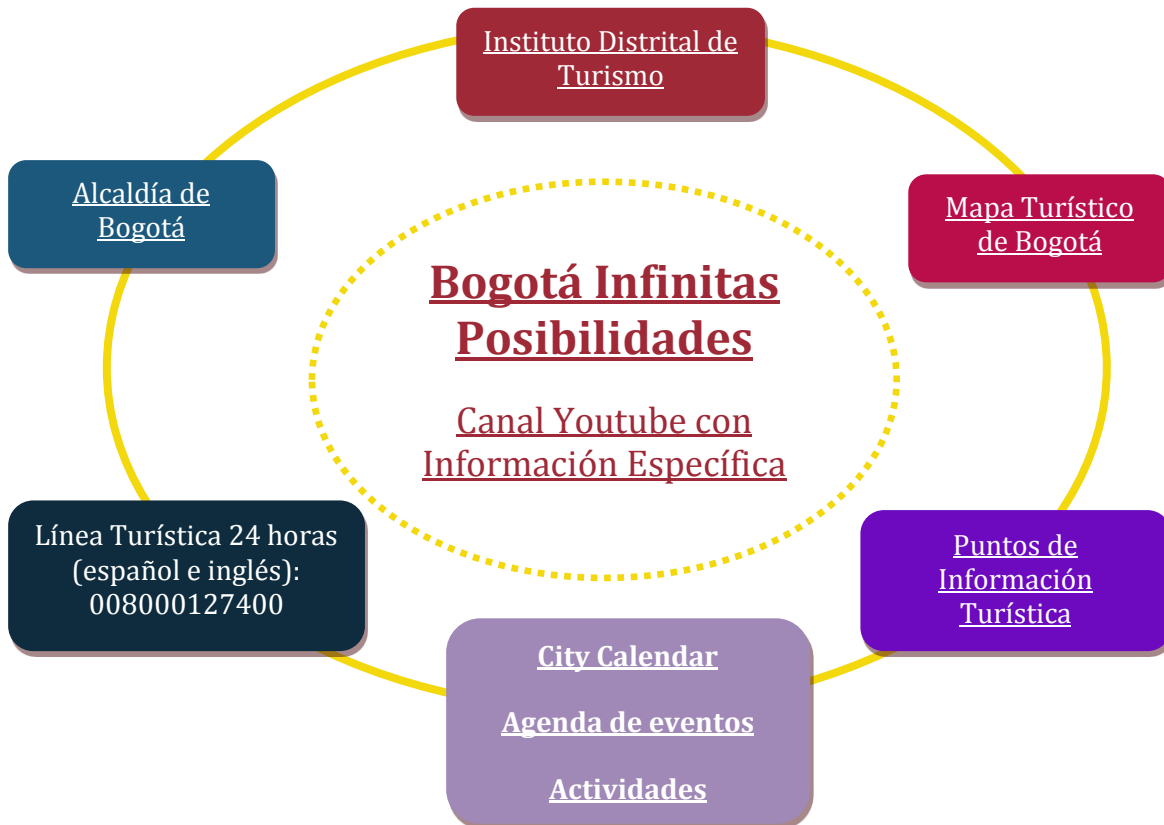 Instituto Distrital de
Turismo
Alcaldía de
Bogotá
Mapa Turístico
de Bogotá
Bogotá Infinitas
Posibilidades
Canal Youtube con
Información Específica
Línea Turística 24 horas
(español e inglés):
008000127400
Puntos de
Información
Turística
City Calendar
Agenda de eventos
Actividades